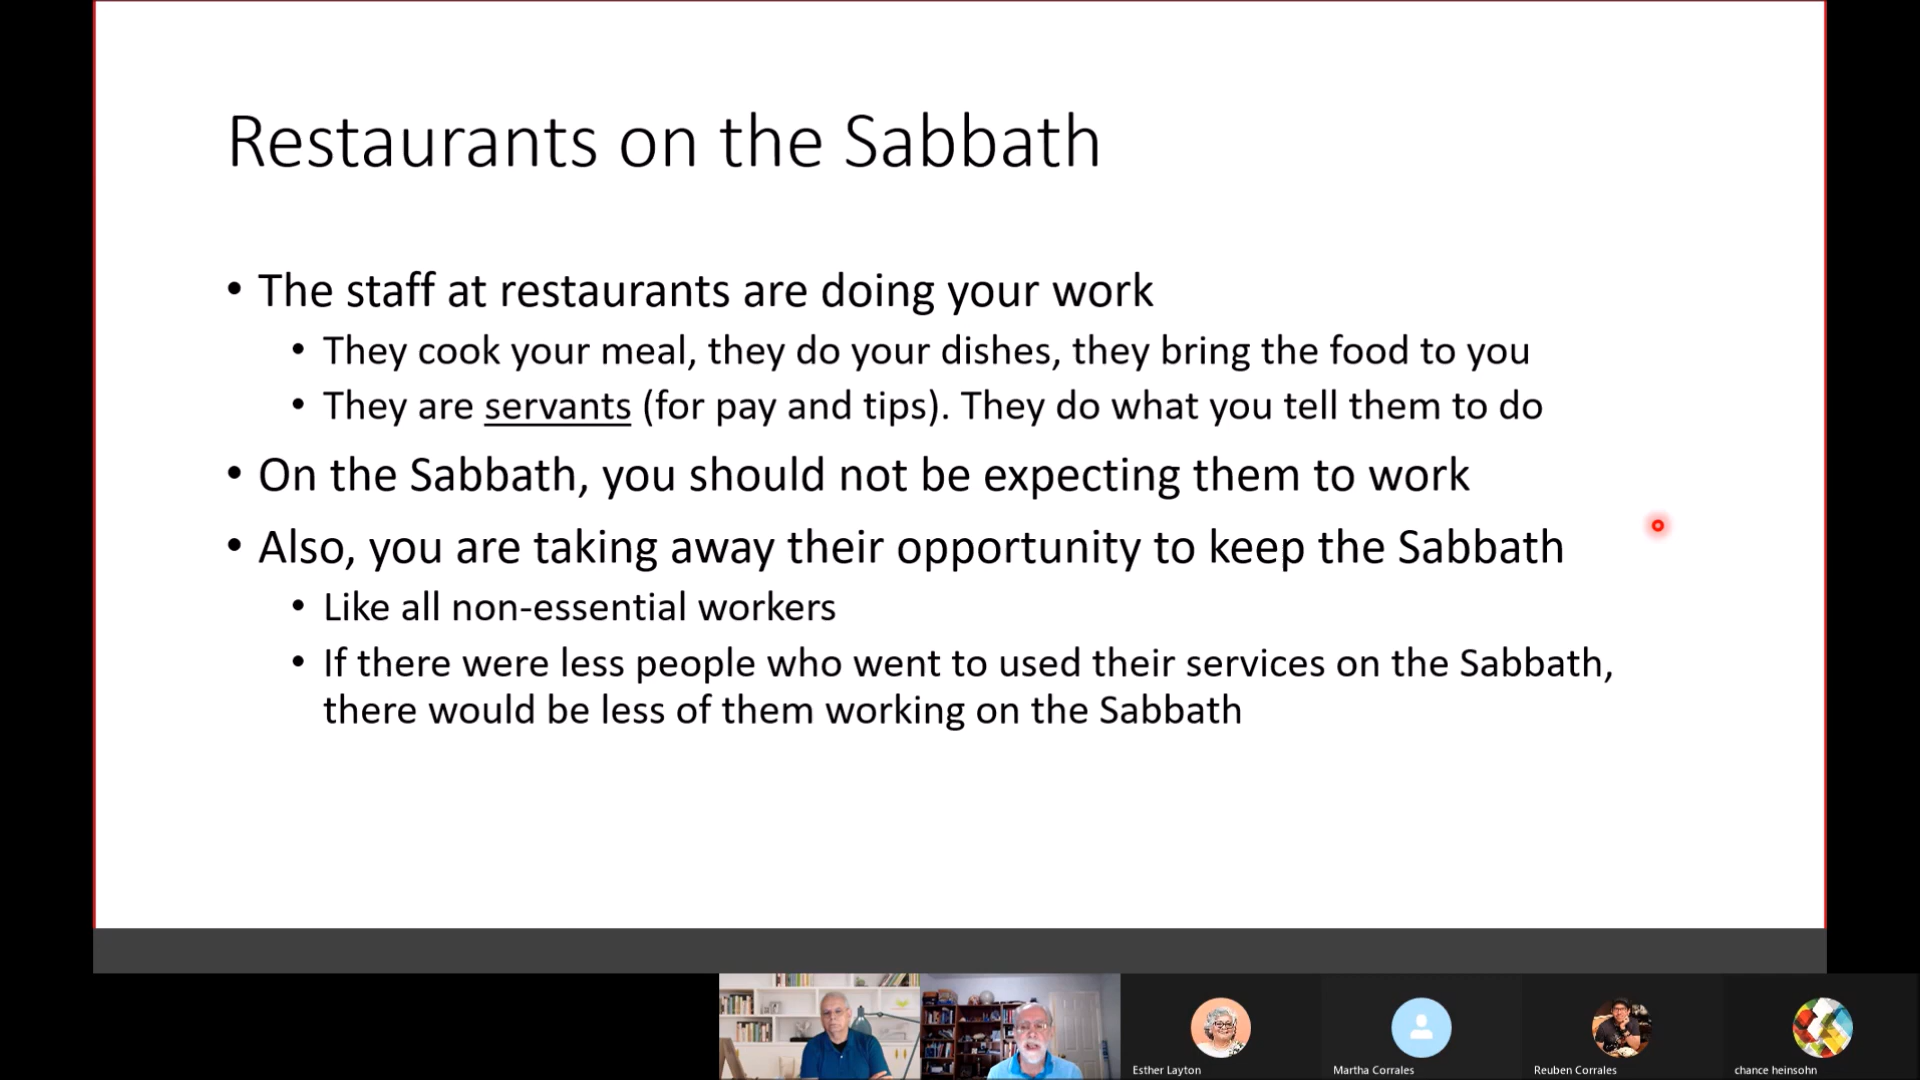 Restaurants on the Sabbath
• The staff at restaurants are doing your work
• They cook your meal, they do your dishes, they bring the food to you
• They are servants (for pay and tips). They do what you tell them to do
• On the Sabbath, you should not be expecting them to work
• Also, you are taking away their opportunity to keep the Sabbath
• Like all non-essential workers
• If there were less people who went to used their services on the Sabbath,
there would be less of them working on the Sabbath
Esther Layton
Martha Corrales
Reuben Corrales
chance heinsohn